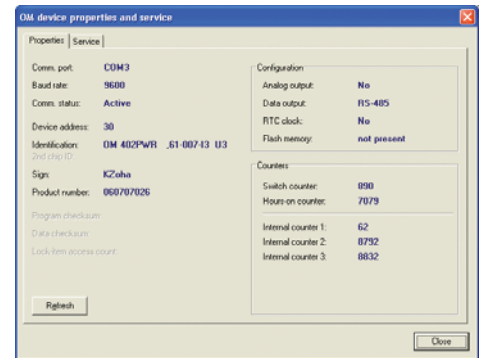 OM device properties and service
Properties
Service
Comm. port: COM3
Baud rate: 9600
Comm. status: Active
Device address: 30
Identification: OM 402PWR ,61-007-I3 U3
2nd chip ID:
Sign: KZoha
Product number: 060707026
Program checksum:
Data checksum:
Lock-item access count:
Refresh
Configuration
Analog output: No
Data output: RS-485
RTC clock: No
Flash memory: not present
Counters
Switch counter: 890
Hours-on counter: 7079
Internal counter 1: 62
Internal counter 2: 8792
Internal counter 3: 8832
Close